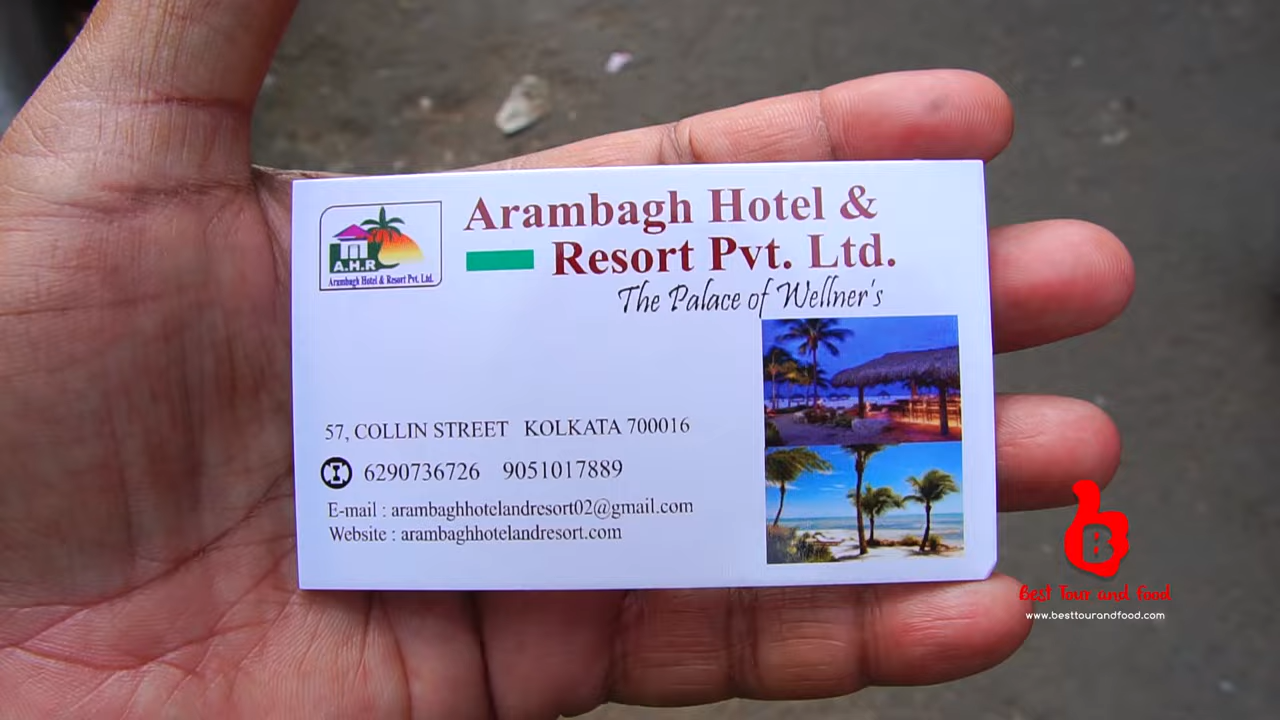 Arambagh Hotel &
Resort Pvt. Ltd.
The Palace of Wellner's
A.H.R
Arambagh Hotel & Resort Pvt. Ltd.
57, COLLIN STREET KOLKATA 700016
6290736726 9051017889
E-mail : arambaghhotelandresort02@gmail.com
Website : arambaghhotelandresort.com
B
Best Tour and food
www.besttourandfood.com